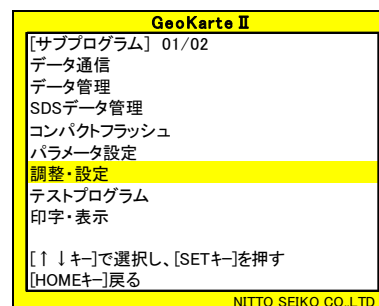 GeoKarteⅡ
[サブプログラム] 01/02
データ通信
データ管理
SDSデータ管理
コンパクトフラッシュ
パラメータ設定
調整・設定
テストプログラム
印字・表示
[↑↓キー]で選択し、[SETキー]を押す
[HOMEキー]戻る
NITTO SEIKO CO.,LTD